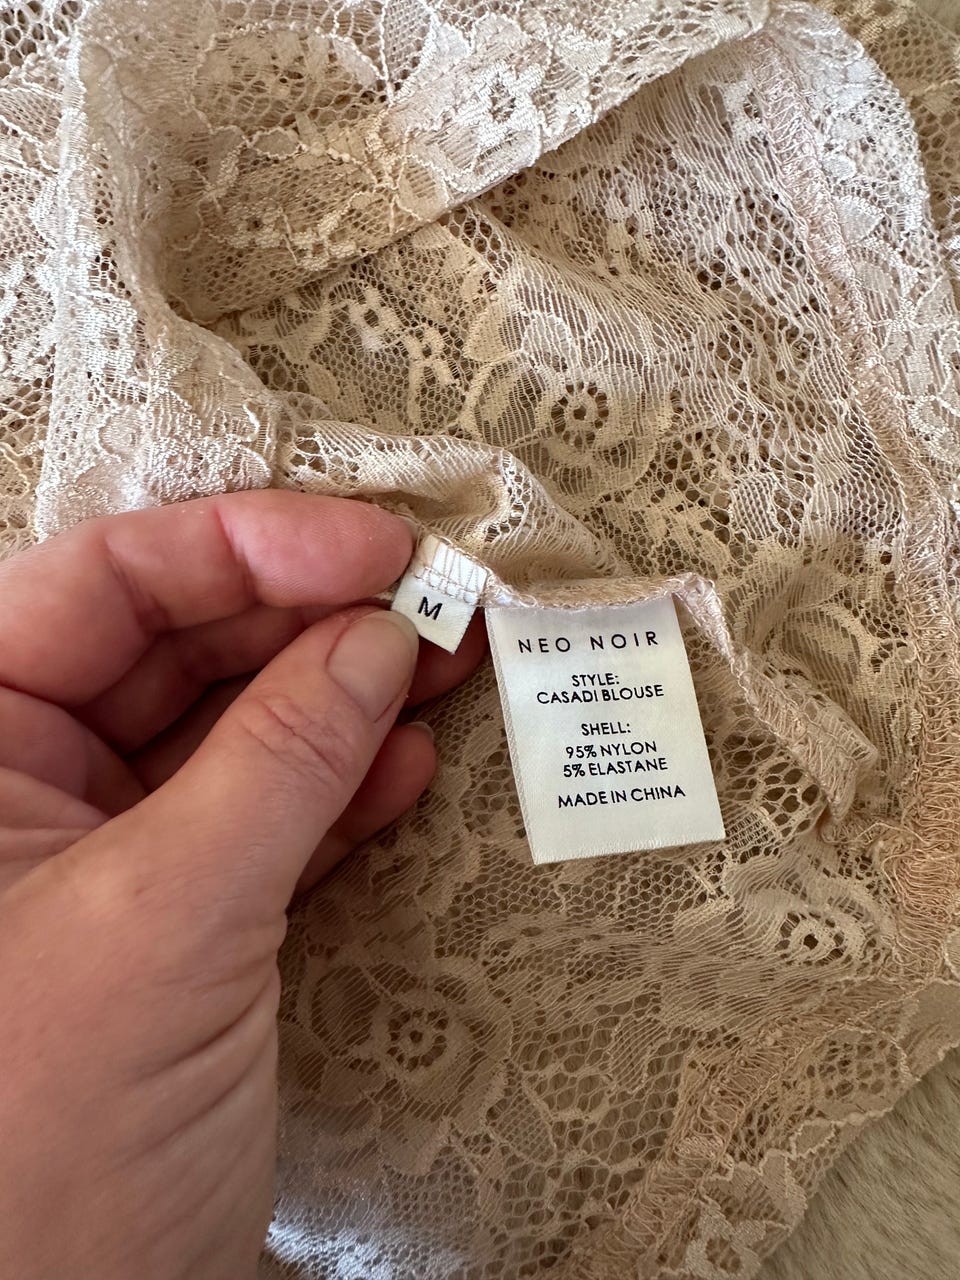 M
NEO NOIR
STYLE:
CASADI BLOUSE
SHELL:
95% NYLON
5% ELASTANE
MADE IN CHINA